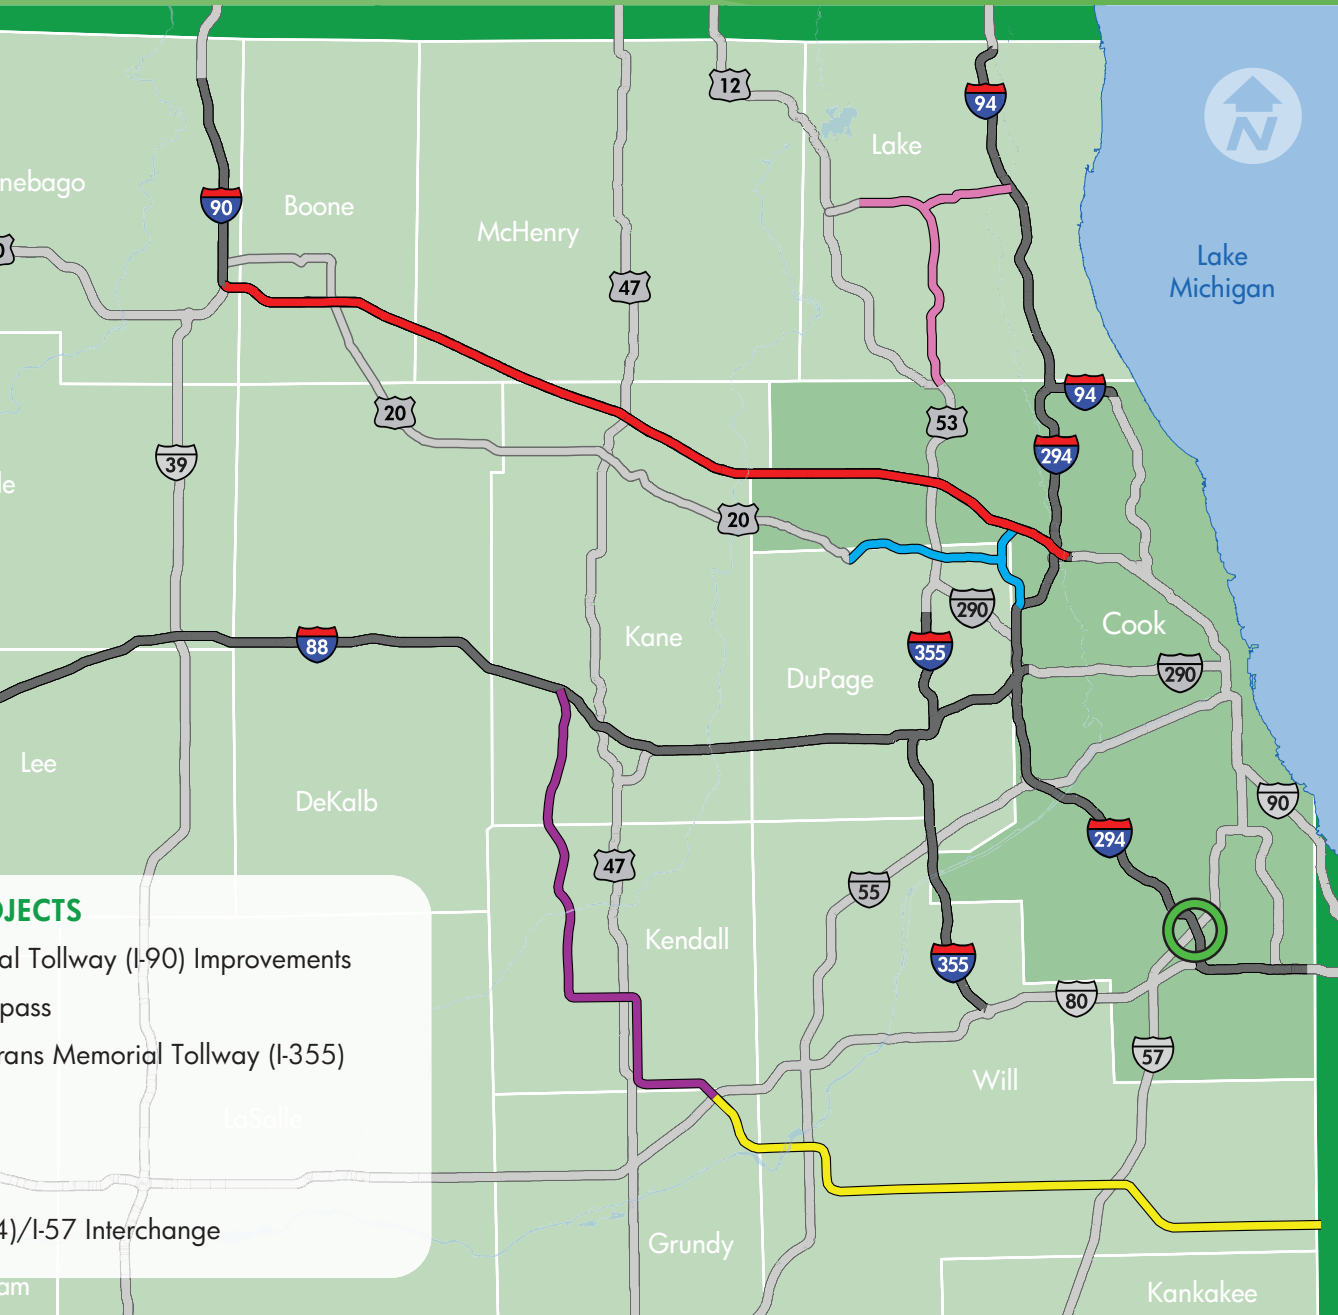 12
94
Lake
N
nebago
90
Boone
McHenry
Lake
Michigan
47
94
20
53
294
39
20
290
Cook
88
Kane
355
290
DuPage
Lee
DeKalb
90
294
47
55
OJECTS
Kendall
al Tollway (I-90) Improvements
355
80
pass
rans Memorial Tollway (I-355)
57
Will
LaSalle
4)/I-57 Interchange
Grundy
am
Kankakee